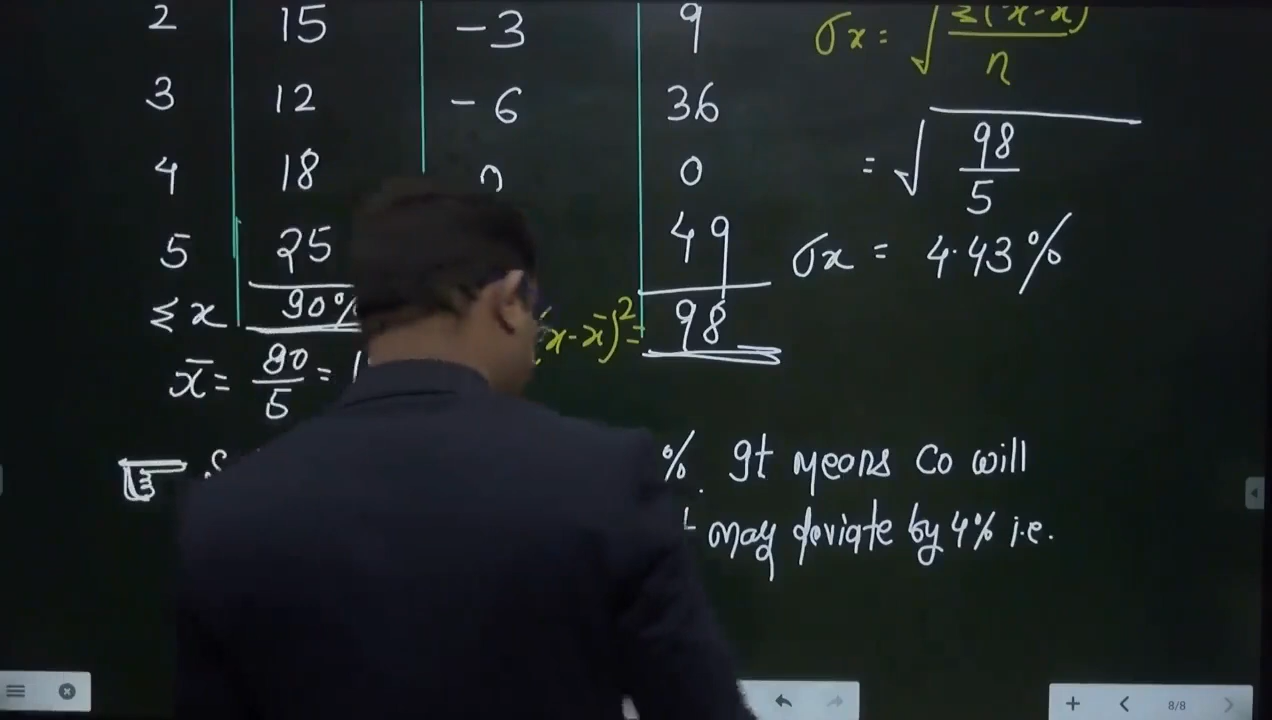 2 15 -3 9
3 12 -6 36
4 18 0
5 25 49
Σx 90% (x-x̄)²= 98
x̄ = 90/5 =
σx = √Σ(x-x̄)/n
= √98/5
σx = 4.43%
% It means Co will
may deviate by 4% i.e.
8/8